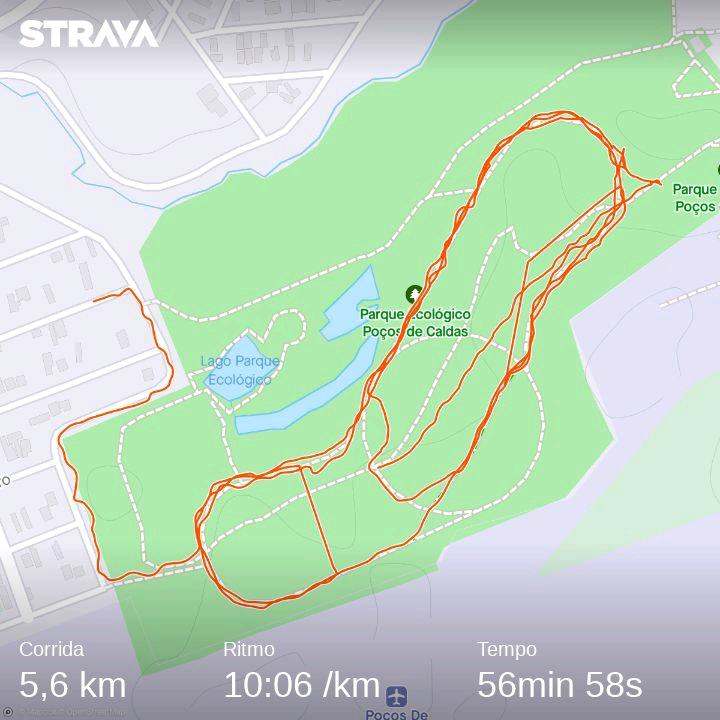 STRAVA
Parque
Poços
Parque Ecológico
Poços de Caldas
Lago Parque
Ecológico
Corrida
Ritmo
Tempo
5,6 km
10:06 /km
56min 58s
Poços De